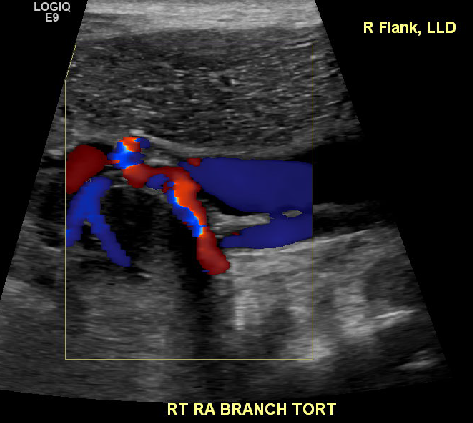 LOGIQ
E9
R Flank, LLD
RT RA BRANCH TORT